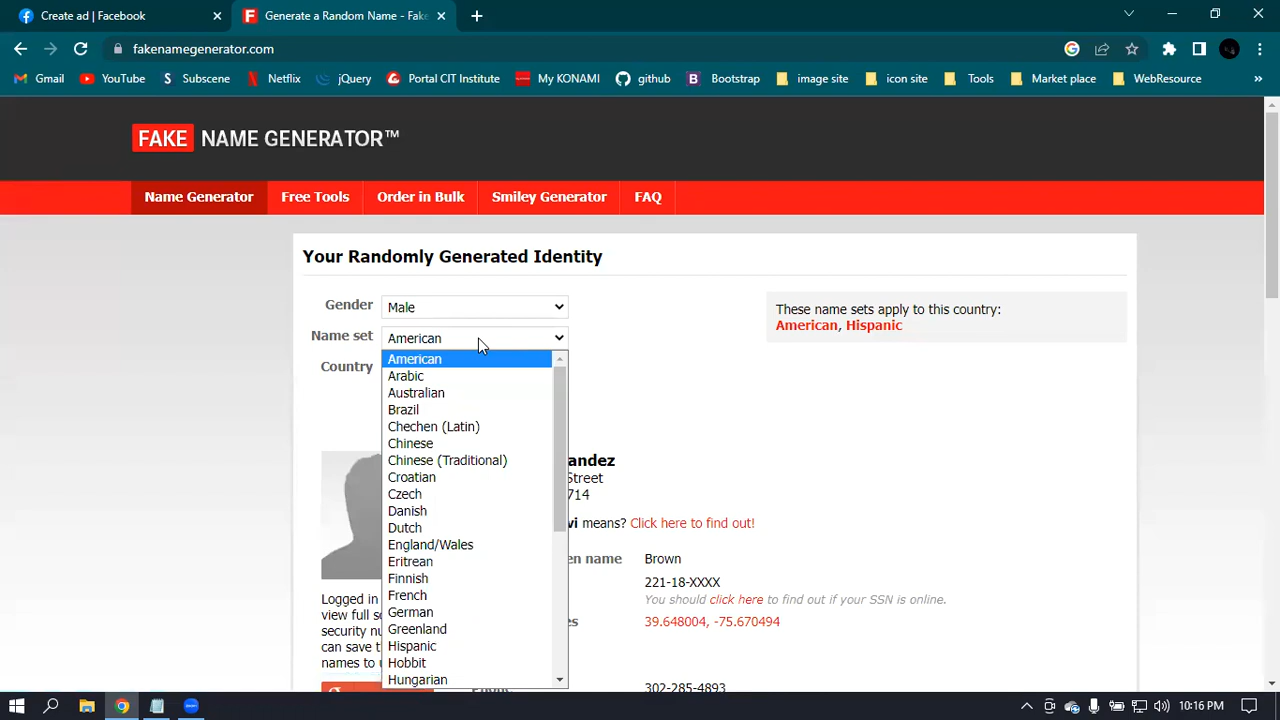 Create ad | Facebook
Generate a Random Name - Fake
fakenamegenerator.com
Gmail YouTube Subscene Netflix jQuery Portal CIT Institute My KONAMI github Bootstrap image site icon site Tools Market place WebResource »
FAKE NAME GENERATOR™
Name Generator Free Tools Order in Bulk Smiley Generator FAQ
Your Randomly Generated Identity
Gender Male
These name sets apply to this country:
American, Hispanic
Name set American
Country
American
Arabic
Australian
Brazil
Chechen (Latin)
Chinese
Chinese (Traditional)
Croatian
Czech
Danish
Dutch
England/Wales
Eritrean
Finnish
French
German
Greenland
Hispanic
Hobbit
Hungarian
andez
Street
714
vi means? Click here to find out!
en name Brown
221-18-XXXX
You should click here to find out if your SSN is online.
es 39.648004, -75.670494
Logged in
view full so
security nu
can save t
names to
302-285-4893
10:16 PM